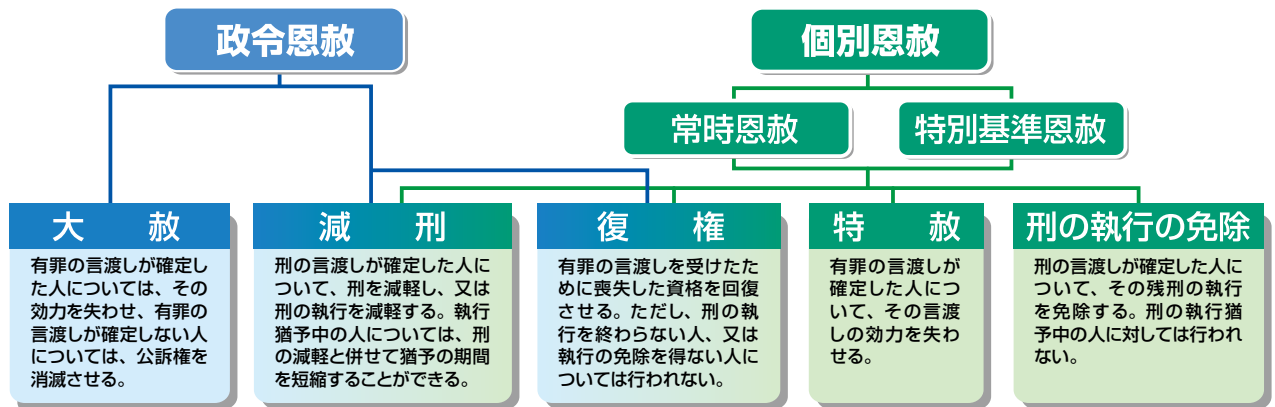 政令恩赦
個別恩赦
常時恩赦
特別基準恩赦
大赦
有罪の言渡しが確定し
た人については、その
効力を失わせ、有罪の
言渡しが確定しない人
については、公訴権を
消滅させる。
減刑
刑の言渡しが確定した人に
ついて、刑を減軽し、又は
刑の執行を減軽する。執行
猶予中の人については、刑
の減軽と併せて猶予の期間
を短縮することができる。
復権
有罪の言渡しを受けたた
めに喪失した資格を回復
させる。ただし、刑の執
行を終わらない人、又は
執行の免除を得ない人に
ついては行われない。
特赦
有罪の言渡しが
確定した人につ
いて、その言渡
しの効力を失わ
せる。
刑の執行の免除
刑の言渡しが確定した人に
ついて、その残刑の執行
を免除する。刑の執行猶
予中の人に対しては行われ
ない。